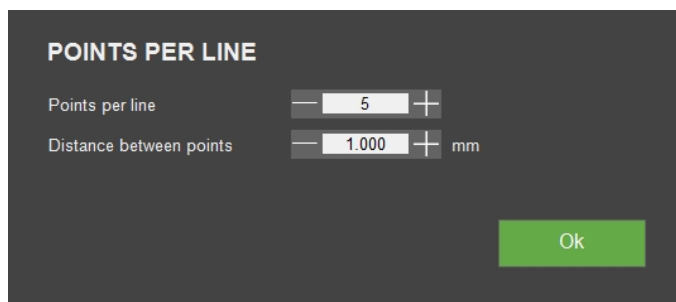 POINTS PER LINE
Points per line 5
Distance between points 1.000 mm
Ok